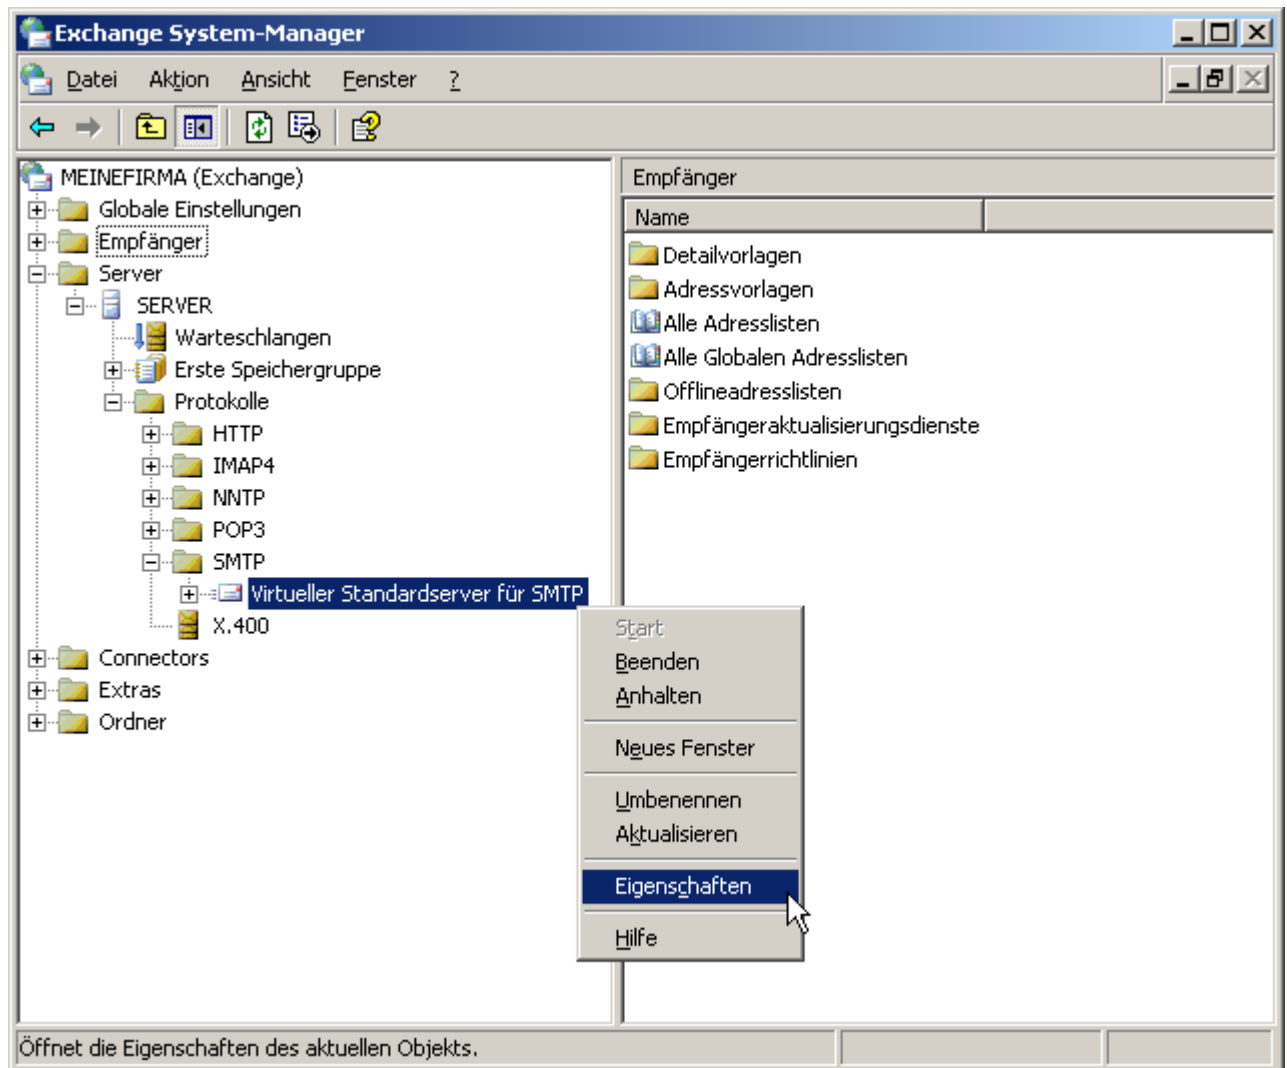 Exchange System-Manager
Datei Aktion Ansicht Fenster ?
MEINEFIRMA (Exchange)
Globale Einstellungen
Empfänger
Server
SERVER
Warteschlangen
Erste Speichergruppe
Protokolle
HTTP
IMAP4
NNTP
POP3
SMTP
Virtueller Standardserver für SMTP
X.400
Connectors
Extras
Ordner
Empfänger
Name
Detailvorlagen
Adressvorlagen
Alle Adresslisten
Alle Globalen Adresslisten
Offlineadresslisten
Empfängeraktualisierungsdienste
Empfängerrichtlinien
Start
Beenden
Anhalten
Neues Fenster
Umbenennen
Aktualisieren
Eigenschaften
Hilfe
Öffnet die Eigenschaften des aktuellen Objekts.